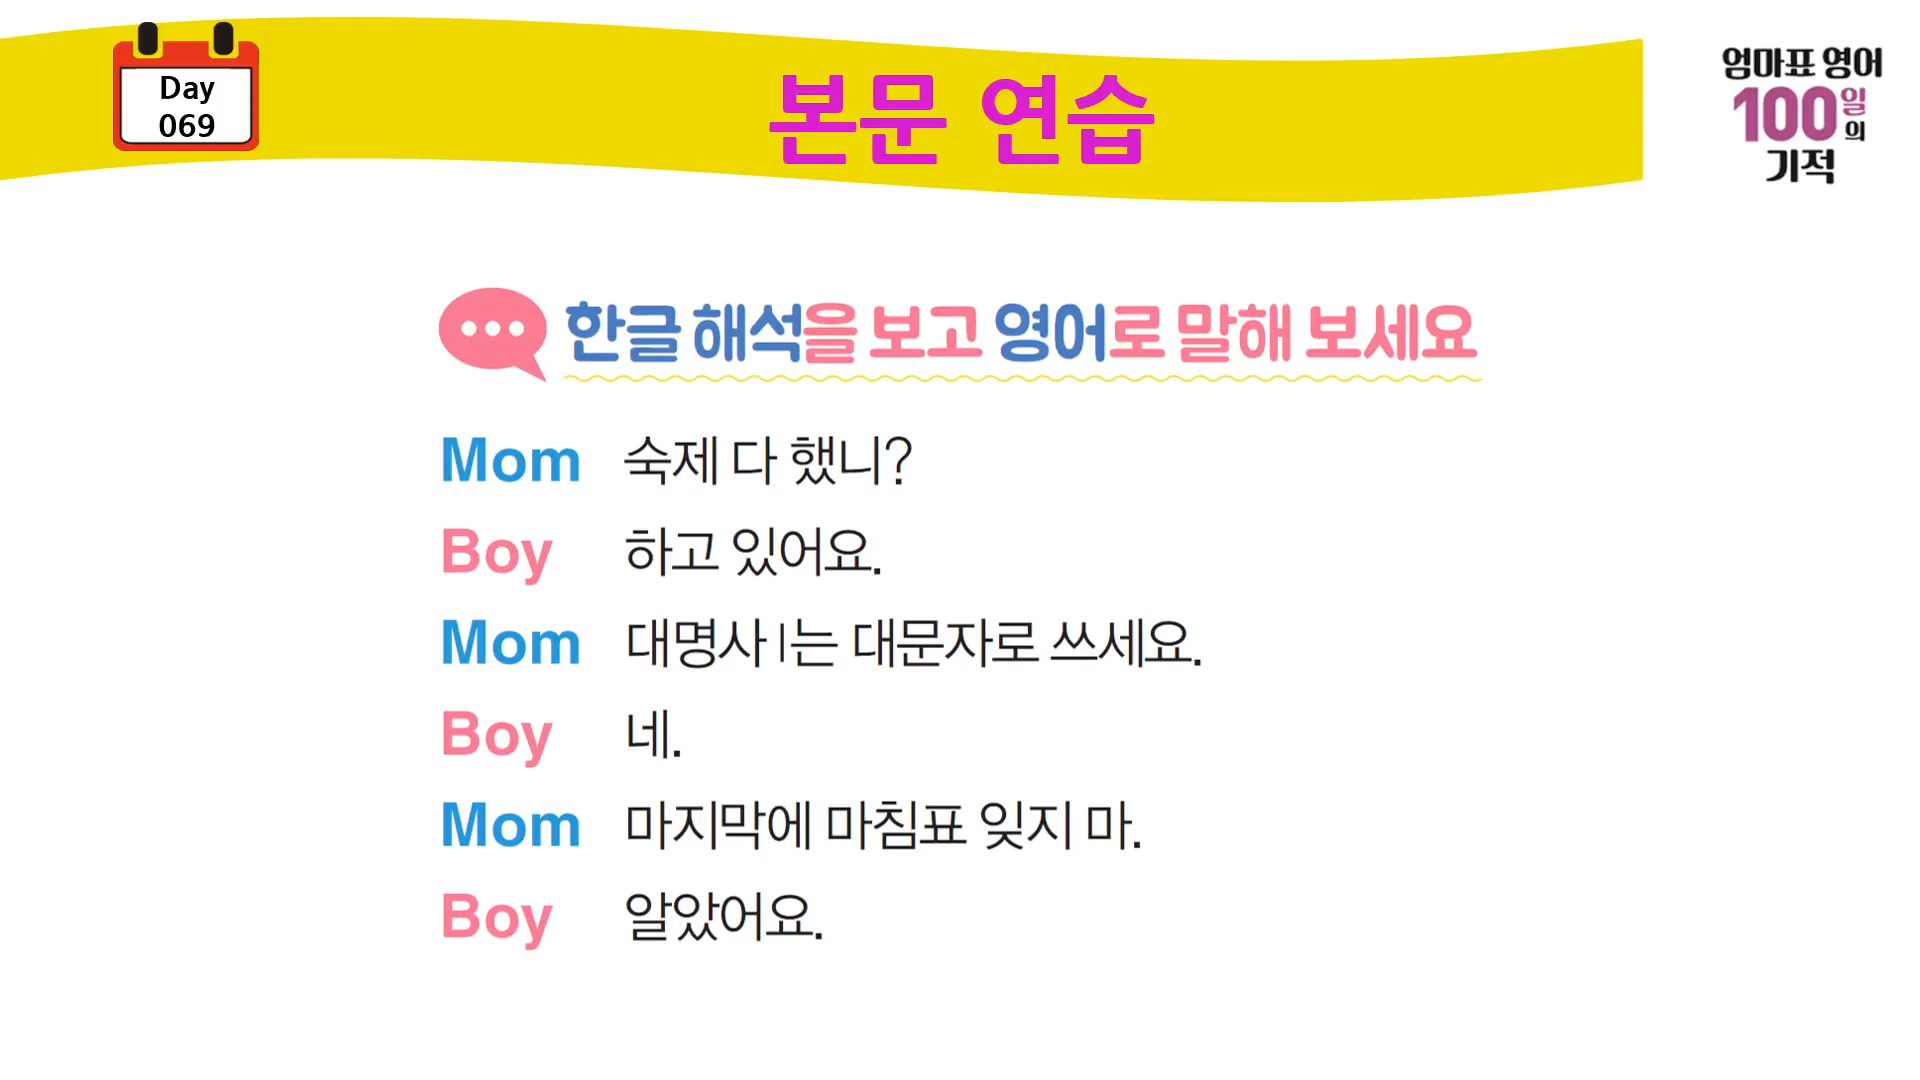 Day
069
본문 연습
엄마표 영어
100일의
기적
한글 해석을 보고 영어로 말해 보세요
Mom 숙제 다 했니?
Boy 하고 있어요.
Mom 대명사 I는 대문자로 쓰세요.
Boy 네.
Mom 마지막에 마침표 잊지 마.
Boy 알았어요.